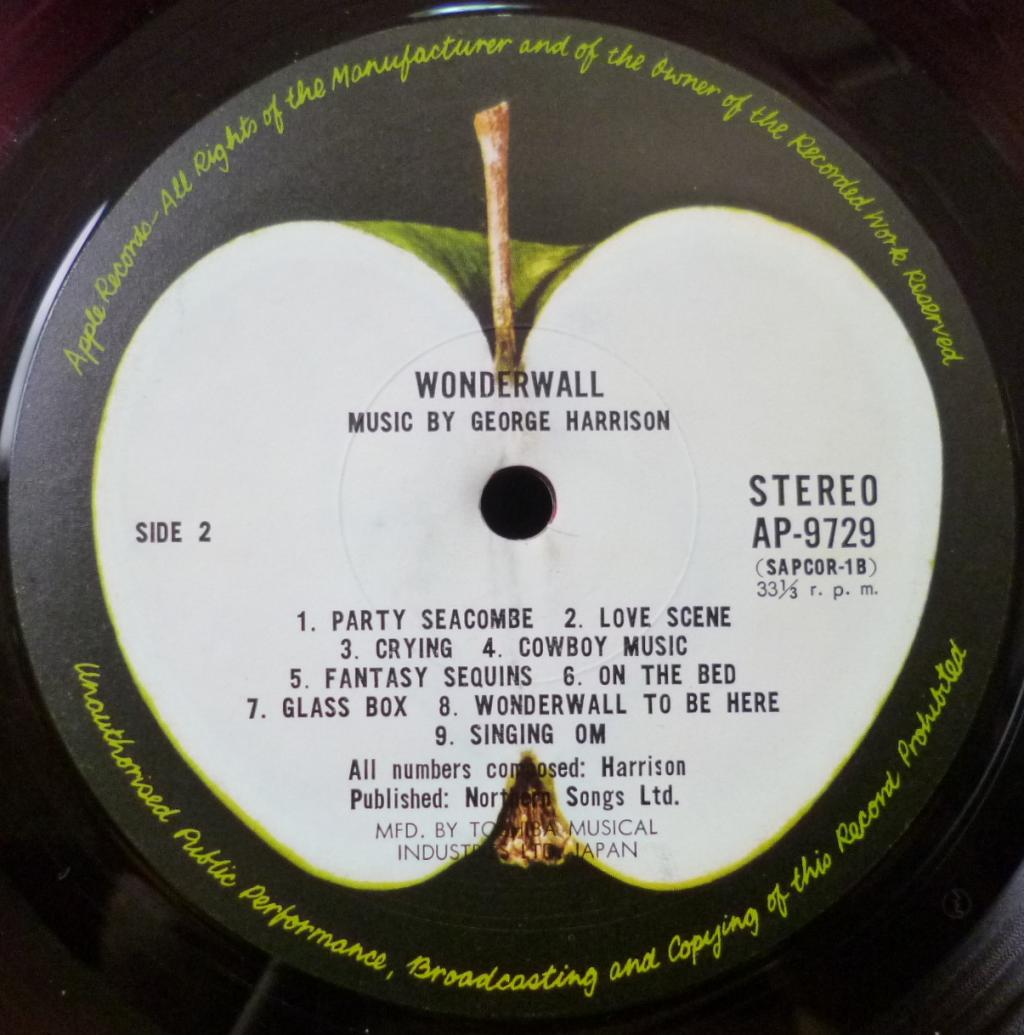 Apple Records-All Rights of the Manufacturer and of the Owner of the Recorded Work Reserved
WONDERWALL
MUSIC BY GEORGE HARRISON
SIDE 2
STEREO
AP-9729
(SAPCOR-1B)
33⅓ r. p. m.
1. PARTY SEACOMBE 2. LOVE SCENE
3. CRYING 4. COWBOY MUSIC
5. FANTASY SEQUINS 6. ON THE BED
7. GLASS BOX 8. WONDERWALL TO BE HERE
9. SINGING OM
All numbers composed: Harrison
Published: Northern Songs Ltd.
MFD. BY TOSHIBA MUSICAL
INDUSTRIES LTD. JAPAN
Unauthorised Public Performance, Broadcasting and Copying of this Record Prohibited